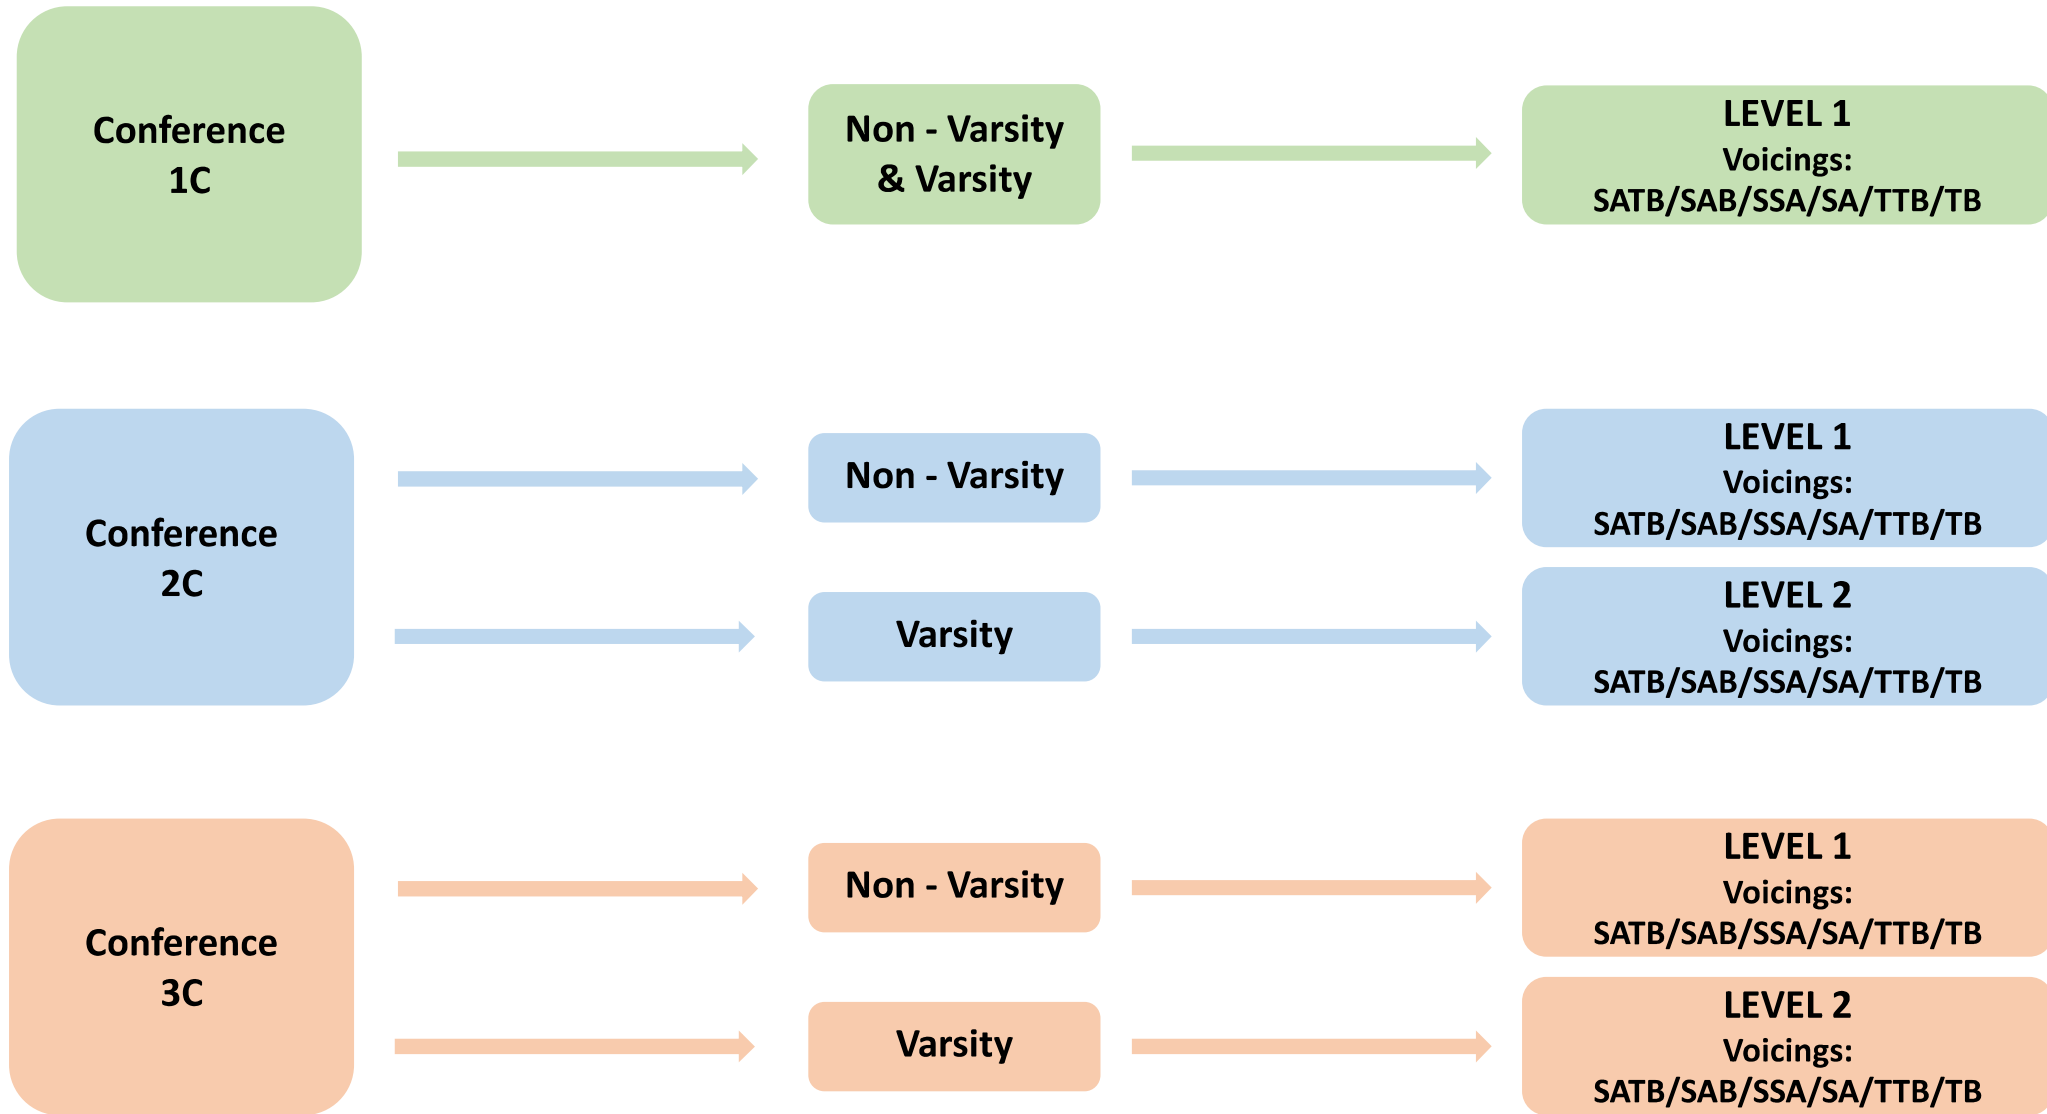 Conference
1C
Non - Varsity
& Varsity
LEVEL 1
Voicings:
SATB/SAB/SSA/SA/TTB/TB
Conference
2C
Non - Varsity
LEVEL 1
Voicings:
SATB/SAB/SSA/SA/TTB/TB
Varsity
LEVEL 2
Voicings:
SATB/SAB/SSA/SA/TTB/TB
Conference
3C
Non - Varsity
LEVEL 1
Voicings:
SATB/SAB/SSA/SA/TTB/TB
Varsity
LEVEL 2
Voicings:
SATB/SAB/SSA/SA/TTB/TB